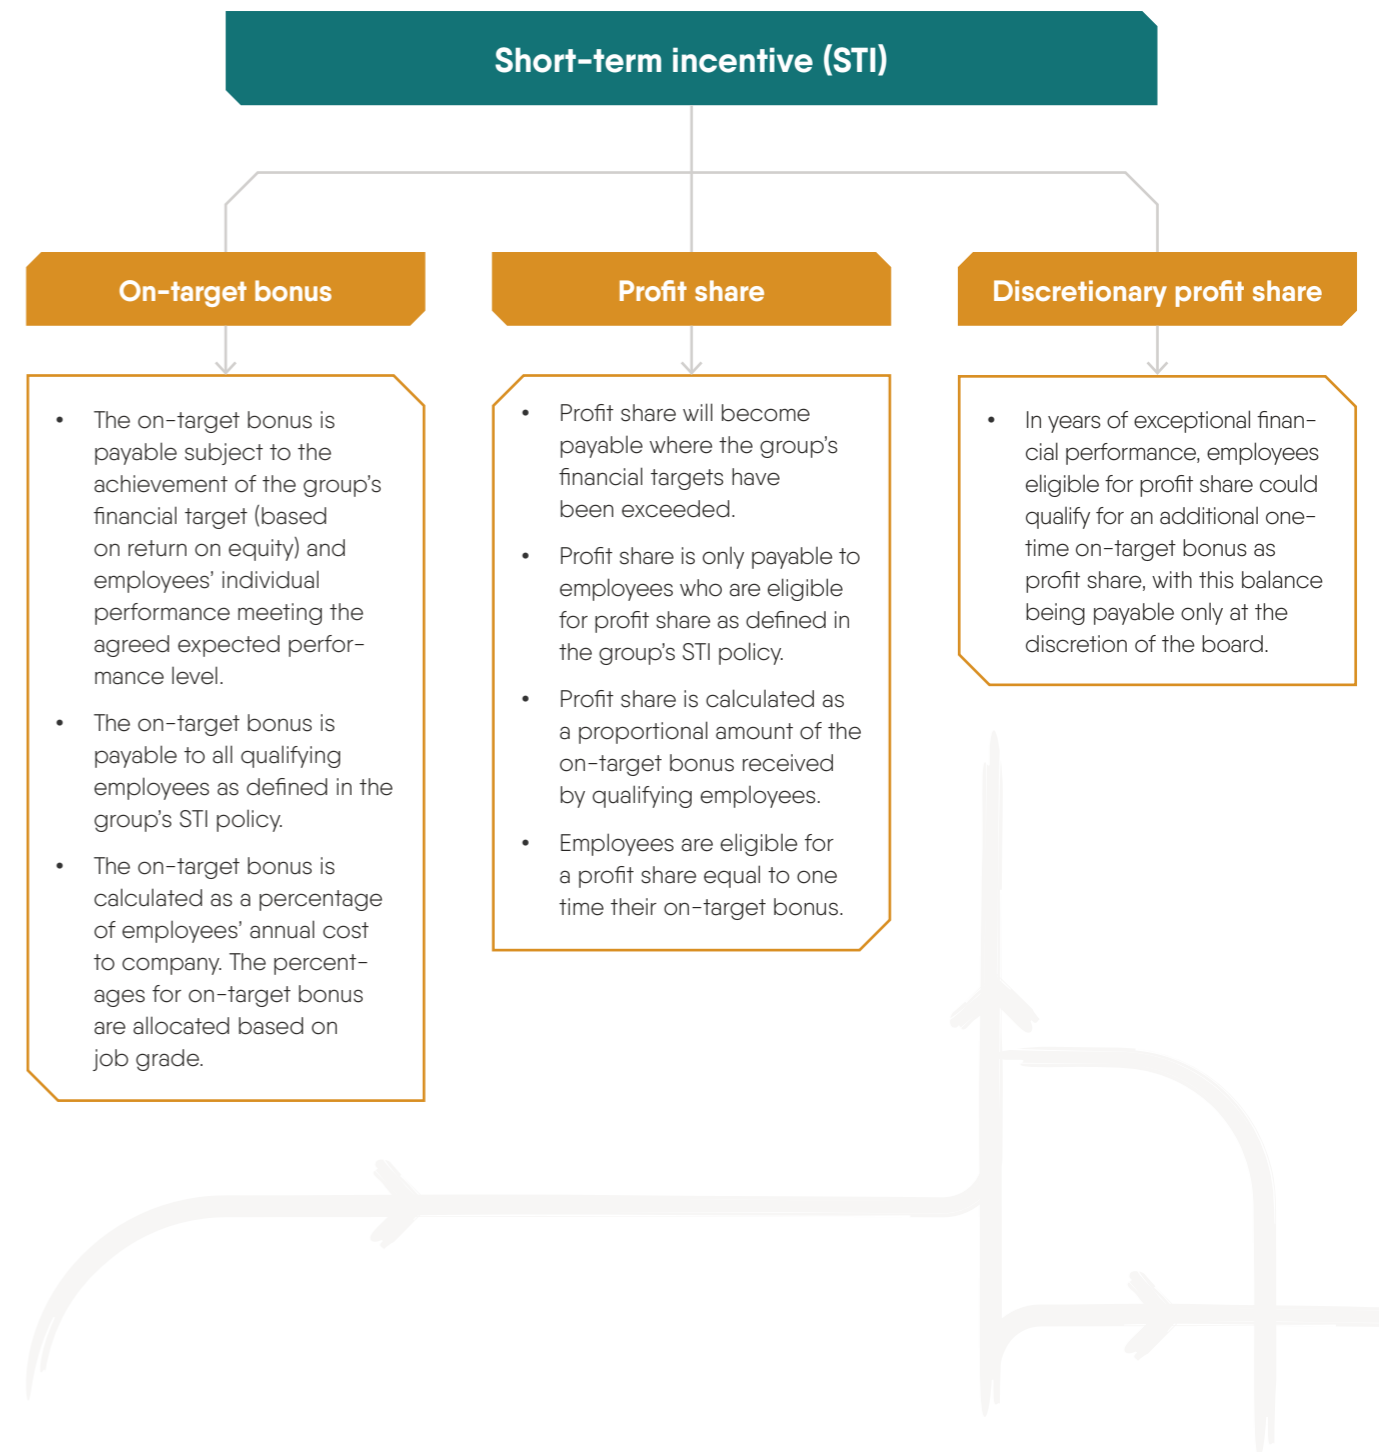 Short-term incentive (STI)
On-target bonus
• The on-target bonus is
payable subject to the
achievement of the group's
financial target (based
on return on equity) and
employees' individual
performance meeting the
agreed expected perfor-
mance level.
• The on-target bonus is
payable to all qualifying
employees as defined in the
group's STI policy.
• The on-target bonus is
calculated as a percentage
of employees' annual cost
to company. The percent-
ages for on-target bonus
are allocated based on
job grade.
Profit share
• Profit share will become
payable where the group's
financial targets have
been exceeded.
• Profit share is only payable to
employees who are eligible
for profit share as defined in
the group's STI policy.
• Profit share is calculated as
a proportional amount of the
on-target bonus received
by qualifying employees.
• Employees are eligible for
a profit share equal to one
time their on-target bonus.
Discretionary profit share
• In years of exceptional finan-
cial performance, employees
eligible for profit share could
qualify for an additional one-
time on-target bonus as
profit share, with this balance
being payable only at the
discretion of the board.